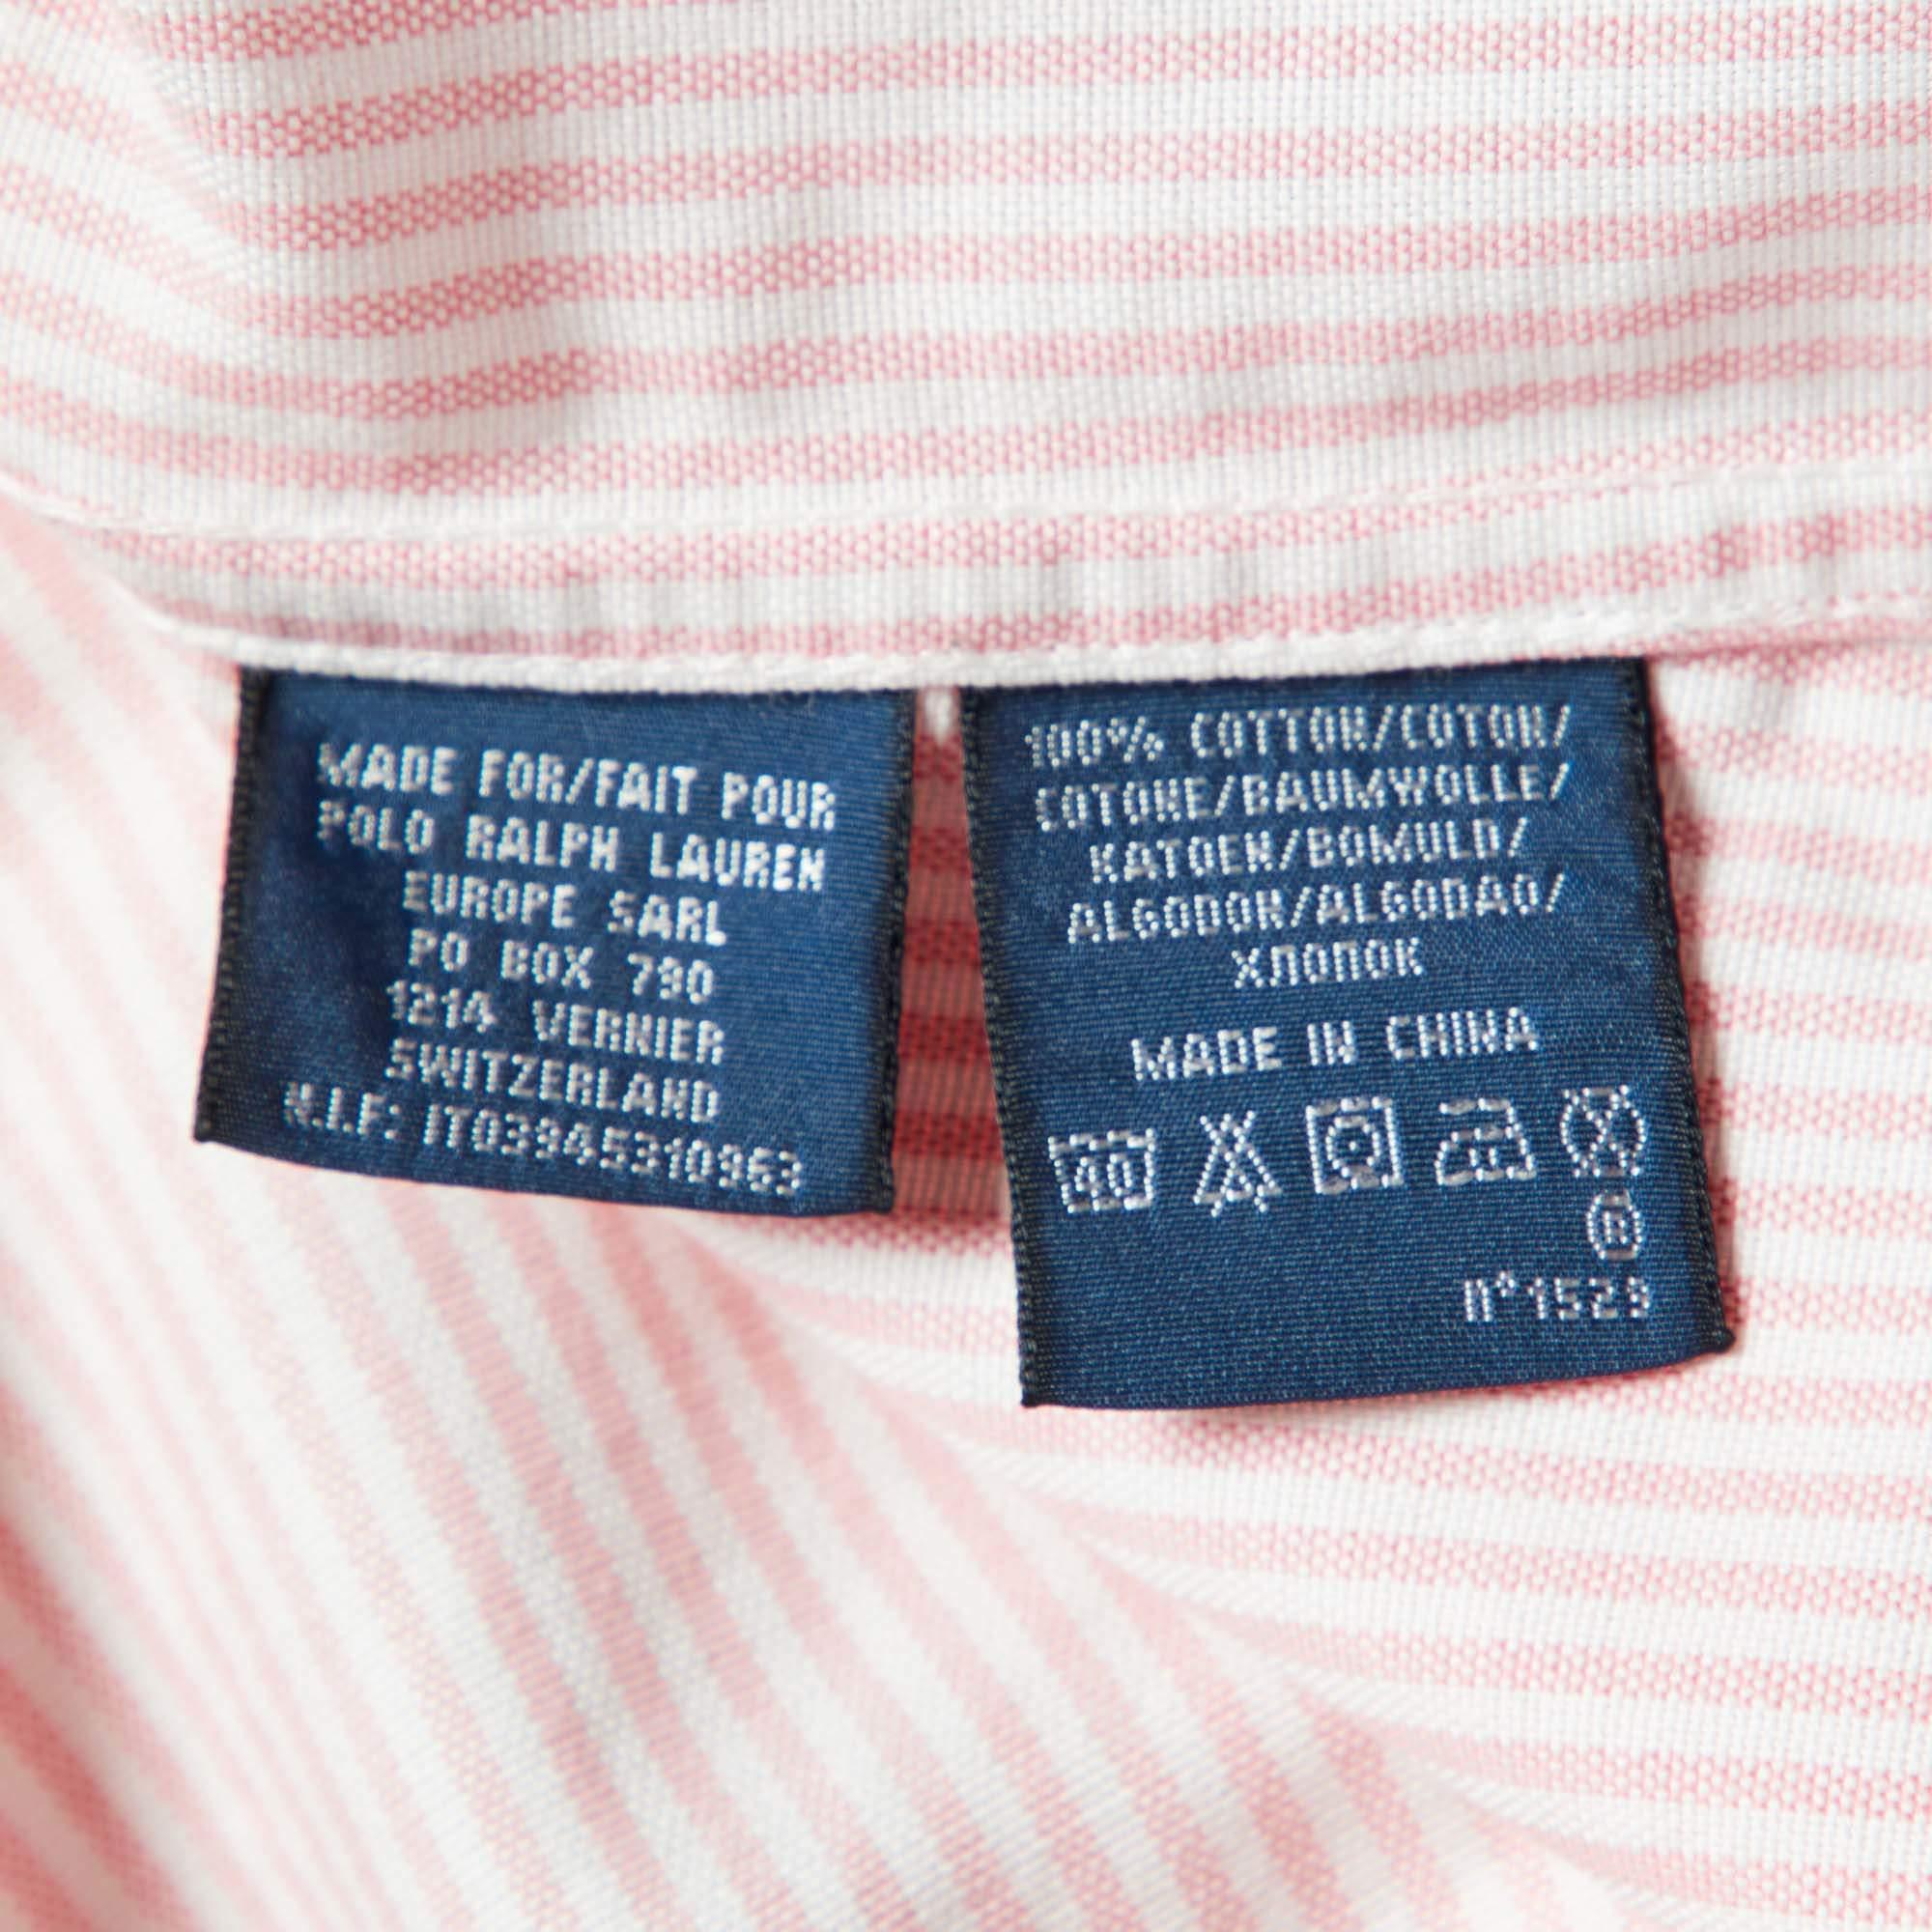 MADE FOR/FAIT POUR
POLO RALPH LAUREN
EUROPE SARL
PO BOX 790
1214 VERNIER
SWITZERLAND
N.I.F: IT03945310963
100% COTTON/COTON/
COTONE/BAUMWOLLE/
KATOEN/BOMULD/
ALGODON/ALGODAO/
ХЛОПОК
MADE IN CHINA
40
R
n°1529